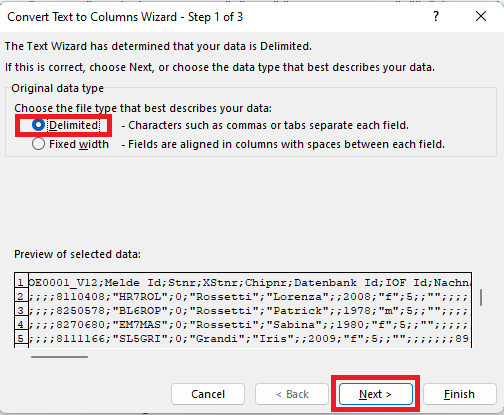 Convert Text to Columns Wizard - Step 1 of 3
The Text Wizard has determined that your data is Delimited.
If this is correct, choose Next, or choose the data type that best describes your data.
Original data type
Choose the file type that best describes your data:
Delimited - Characters such as commas or tabs separate each field.
Fixed width - Fields are aligned in columns with spaces between each field.
Preview of selected data:
1 OE0001_V12;Melde Id;Stnr;XStnr;Chipnr;Datenbank Id;IOF Id;Nachna
2 ;;;;8110408;"HR7ROL";0;"Rossetti";"Lorenza";;2008;"f";5;;"";;;;
3 ;;;;8250578;"BL6ROP";0;"Rossetti";"Patrick";;1978;"m";5;;"";;;;
4 ;;;;8270680;"EM7MAS";0;"Rossetti";"Sabina";;1980;"f";5;;"";;;;
5 ;;;;8111166;"SL5GRI";0;"Grandi";"Iris";;2009;"f";5;;"";;;;;;;89
Cancel < Back Next > Finish